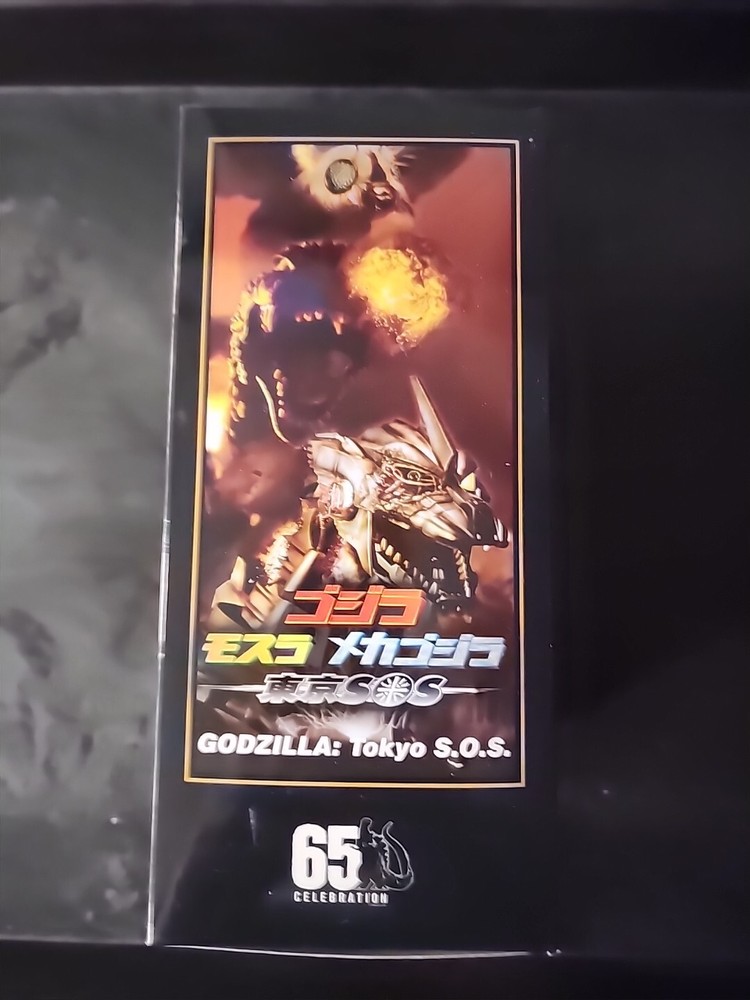 ゴジラ
モスラ メカゴジラ
東京SOS
GODZILLA: Tokyo S.O.S.
65
CELEBRATION